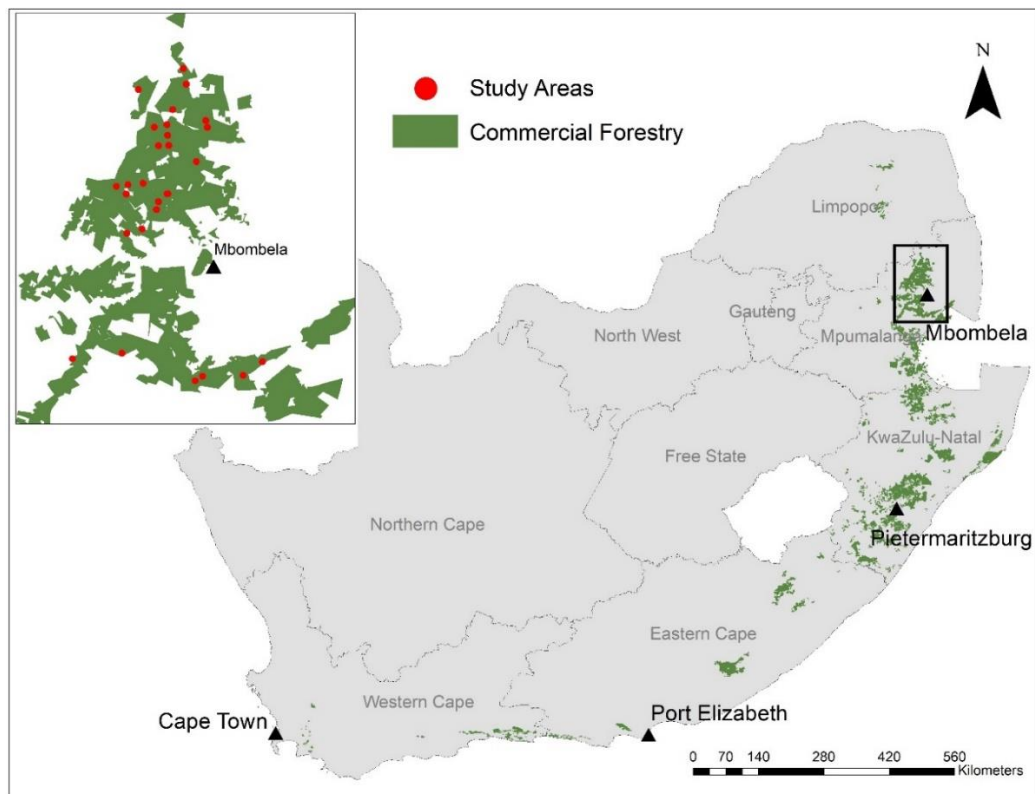 N
Study Areas
Commercial Forestry
Mbombela
Limpopo
Gauteng
North West
Mpumalanga
Mbombela
KwaZulu-Natal
Free State
Northern Cape
Pietermaritzburg
Eastern Cape
Western Cape
Cape Town
Port Elizabeth
0 70 140 280 420 560
Kilometers